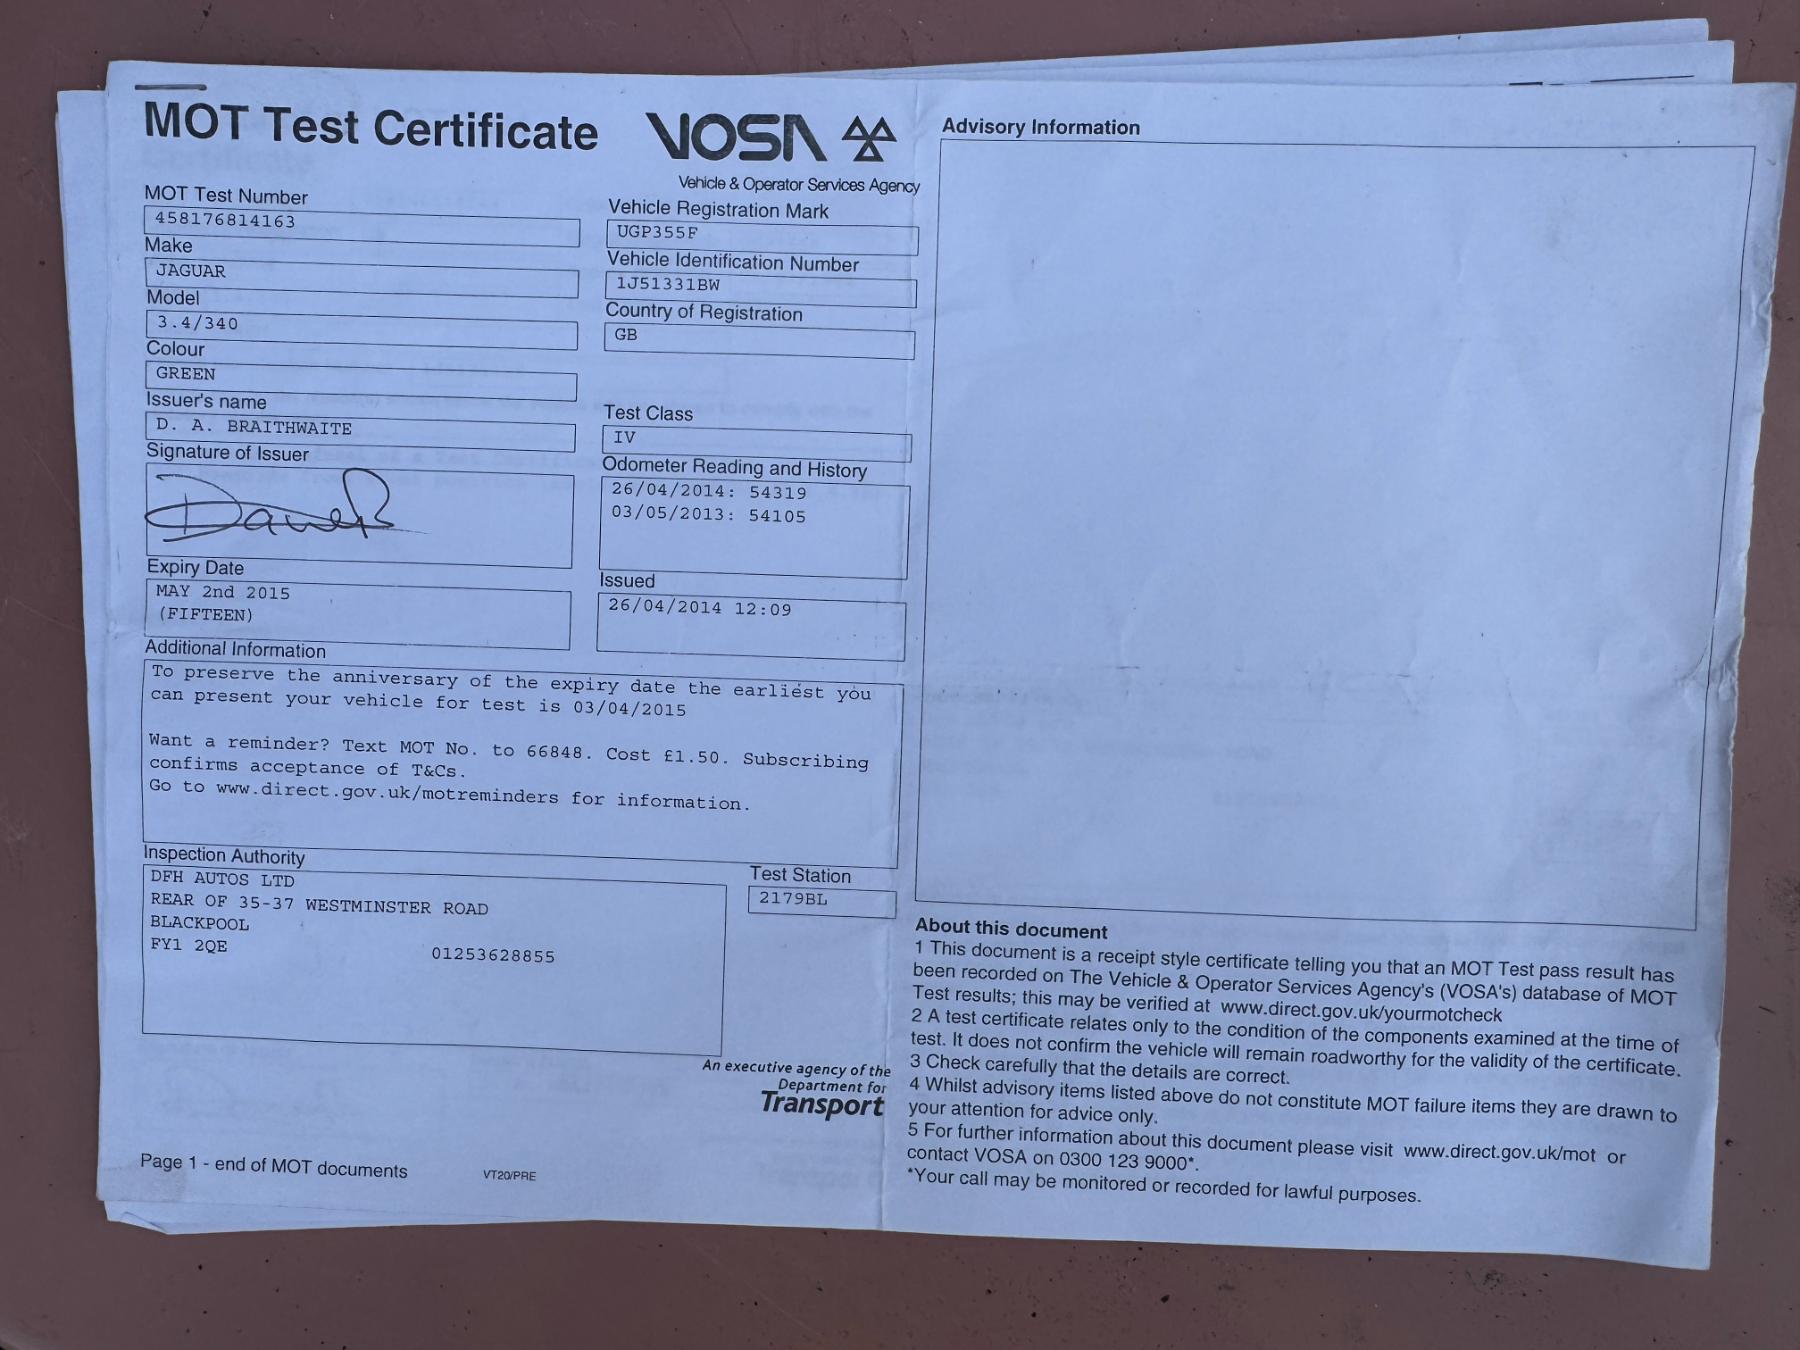 MOT Test Certificate
VOSA
Vehicle & Operator Services Agency
MOT Test Number
458176814163
Make
JAGUAR
Model
3.4/340
Colour
GREEN
Issuer's name
D. A. BRAITHWAITE
Signature of Issuer
Expiry Date
MAY 2nd 2015
(FIFTEEN)
Vehicle Registration Mark
UGP355F
Vehicle Identification Number
1J51331BW
Country of Registration
GB
Test Class
IV
Odometer Reading and History
26/04/2014: 54319
03/05/2013: 54105
Issued
26/04/2014 12:09
Additional Information
To preserve the anniversary of the expiry date the earliest you
can present your vehicle for test is 03/04/2015
Want a reminder? Text MOT No. to 66848. Cost £1.50. Subscribing
confirms acceptance of T&Cs.
Go to www.direct.gov.uk/motreminders for information.
Inspection Authority
DFH AUTOS LTD
REAR OF 35-37 WESTMINSTER ROAD
BLACKPOOL
FY1 2QE 01253628855
Test Station
2179BL
An executive agency of the
Department for
Transport
Page 1 - end of MOT documents VT20/PRE
Advisory Information
About this document
1 This document is a receipt style certificate telling you that an MOT Test pass result has
been recorded on The Vehicle & Operator Services Agency's (VOSA's) database of MOT
Test results; this may be verified at www.direct.gov.uk/yourmotcheck
2 A test certificate relates only to the condition of the components examined at the time of
test. It does not confirm the vehicle will remain roadworthy for the validity of the certificate.
3 Check carefully that the details are correct.
4 Whilst advisory items listed above do not constitute MOT failure items they are drawn to
your attention for advice only.
5 For further information about this document please visit www.direct.gov.uk/mot or
contact VOSA on 0300 123 9000*.
*Your call may be monitored or recorded for lawful purposes.